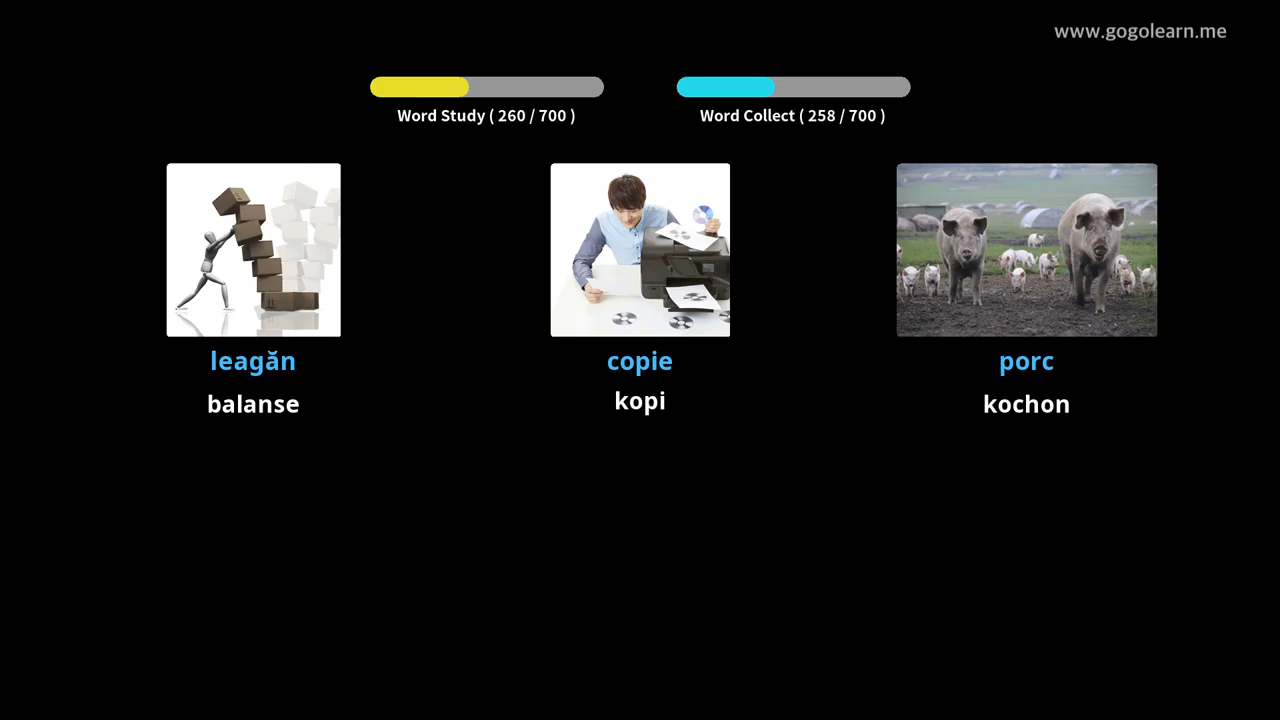 www.gogolearn.me
Word Study ( 260 / 700 )
Word Collect ( 258 / 700 )
leagăn
copie
porc
balanse
kopi
kochon